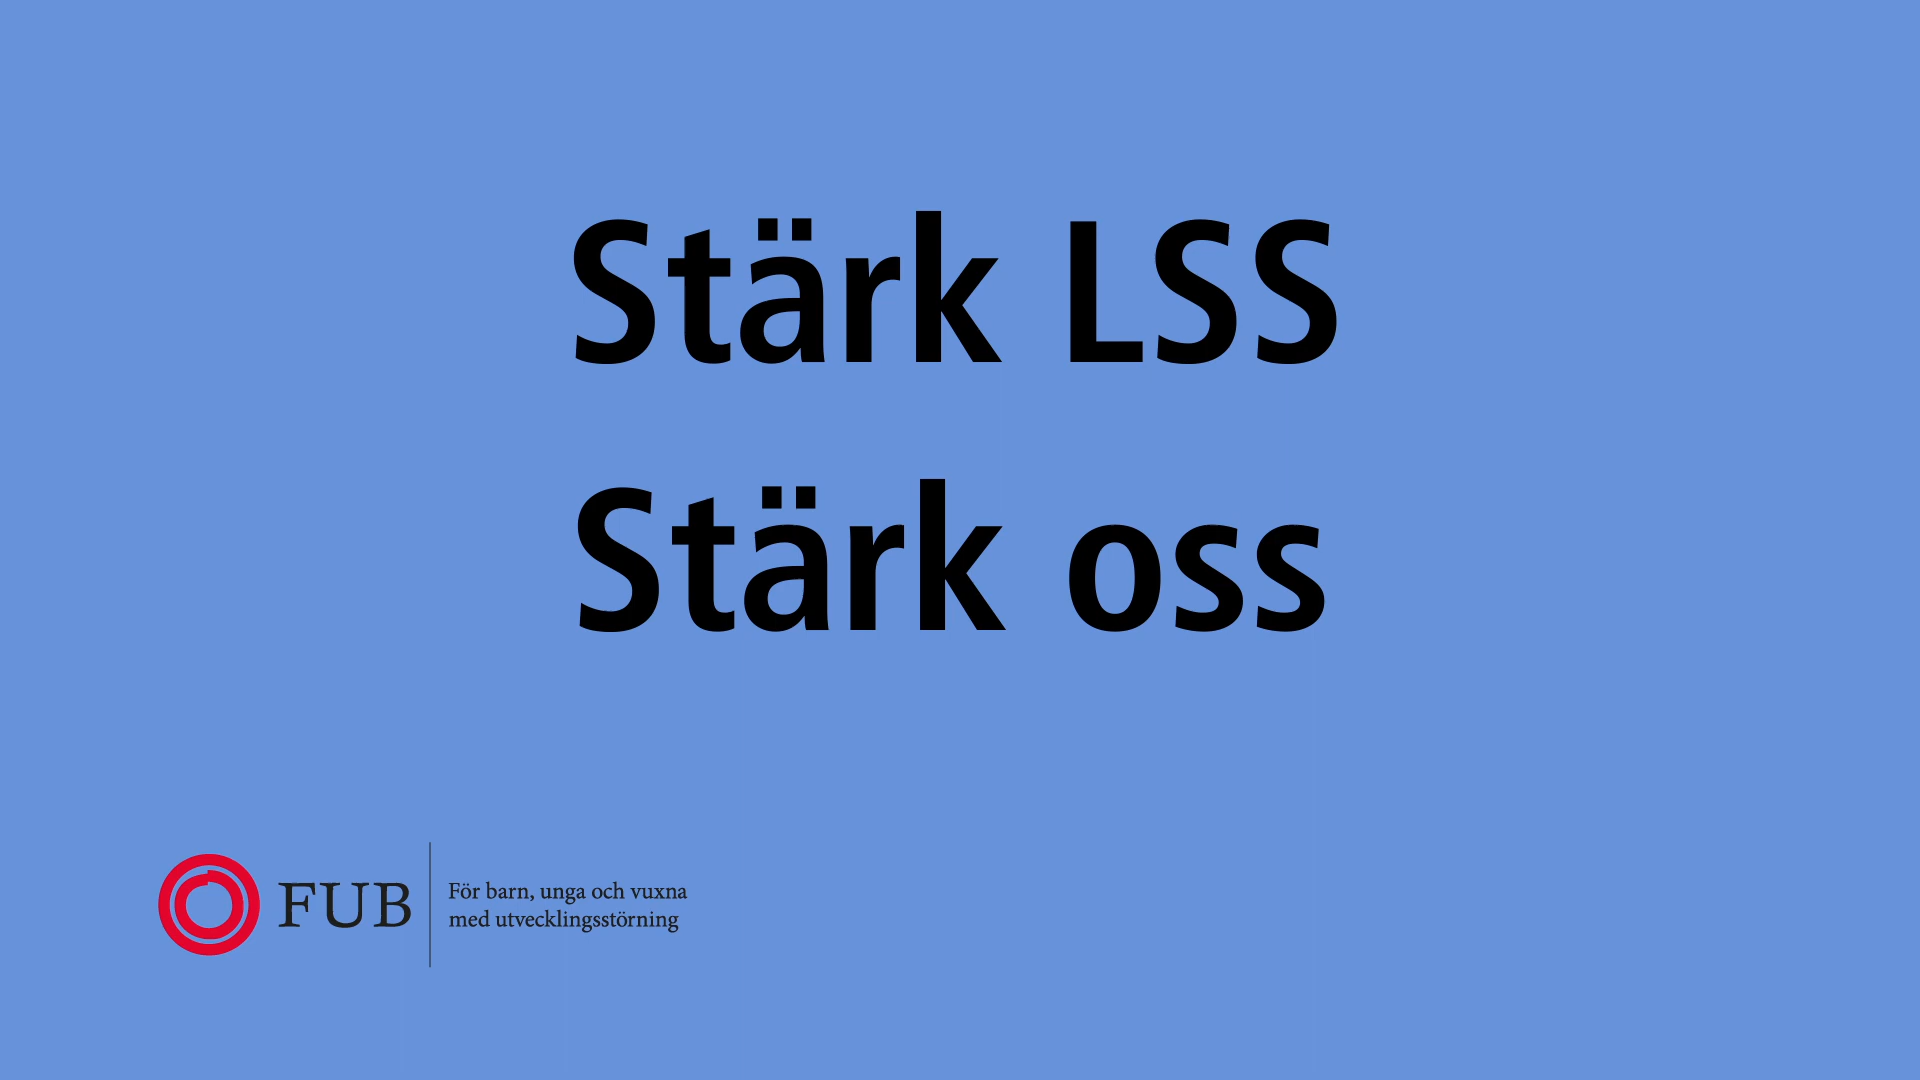 Stärk LSS
Stärk oss
FUB
För barn, unga och vuxna
med utvecklingsstörning